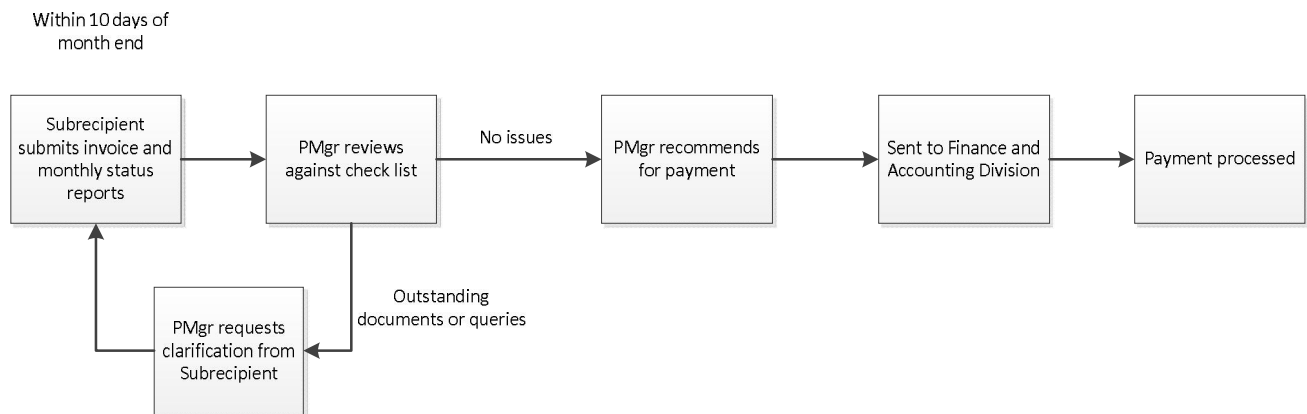 Within 10 days of
month end
Subrecipient
submits invoice and
monthly status
reports
PMgr reviews
against check list
No issues
PMgr recommends
for payment
Sent to Finance and
Accounting Division
Payment processed
Outstanding
documents or queries
PMgr requests
clarification from
Subrecipient